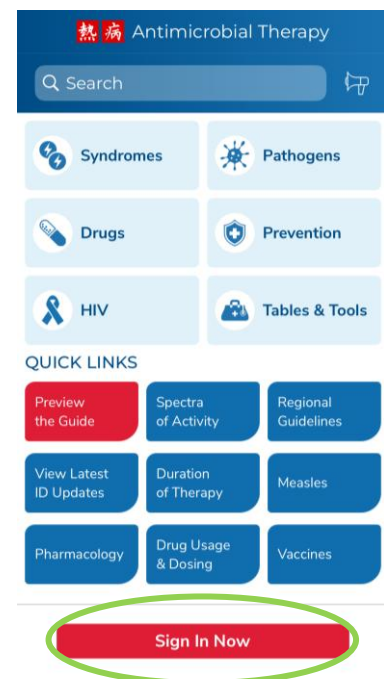 熱病 Antimicrobial Therapy
Search
Syndromes
Pathogens
Drugs
Prevention
HIV
Tables & Tools
QUICK LINKS
Preview
the Guide
Spectra
of Activity
Regional
Guidelines
View Latest
ID Updates
Duration
of Therapy
Measles
Pharmacology
Drug Usage
& Dosing
Vaccines
Sign In Now